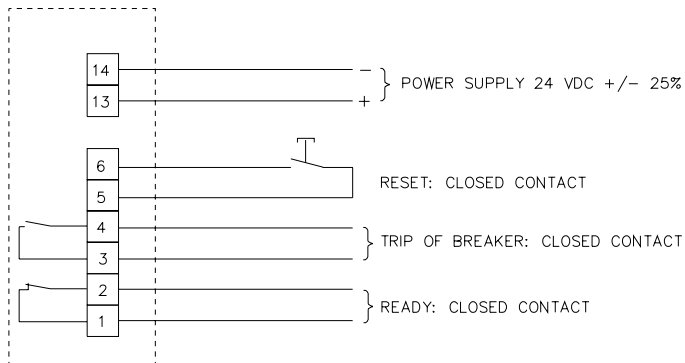 14 −
POWER SUPPLY 24 VDC +/− 25%
13 +
6
RESET: CLOSED CONTACT
5
4
TRIP OF BREAKER: CLOSED CONTACT
3
2
READY: CLOSED CONTACT
1